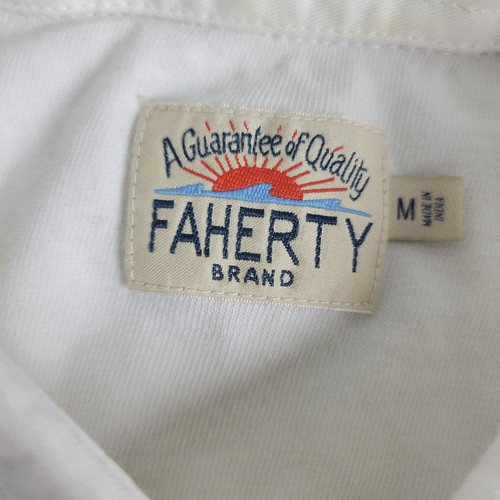 A Guarantee of Quality
FAHERTY
BRAND
M
MADE IN
INDIA